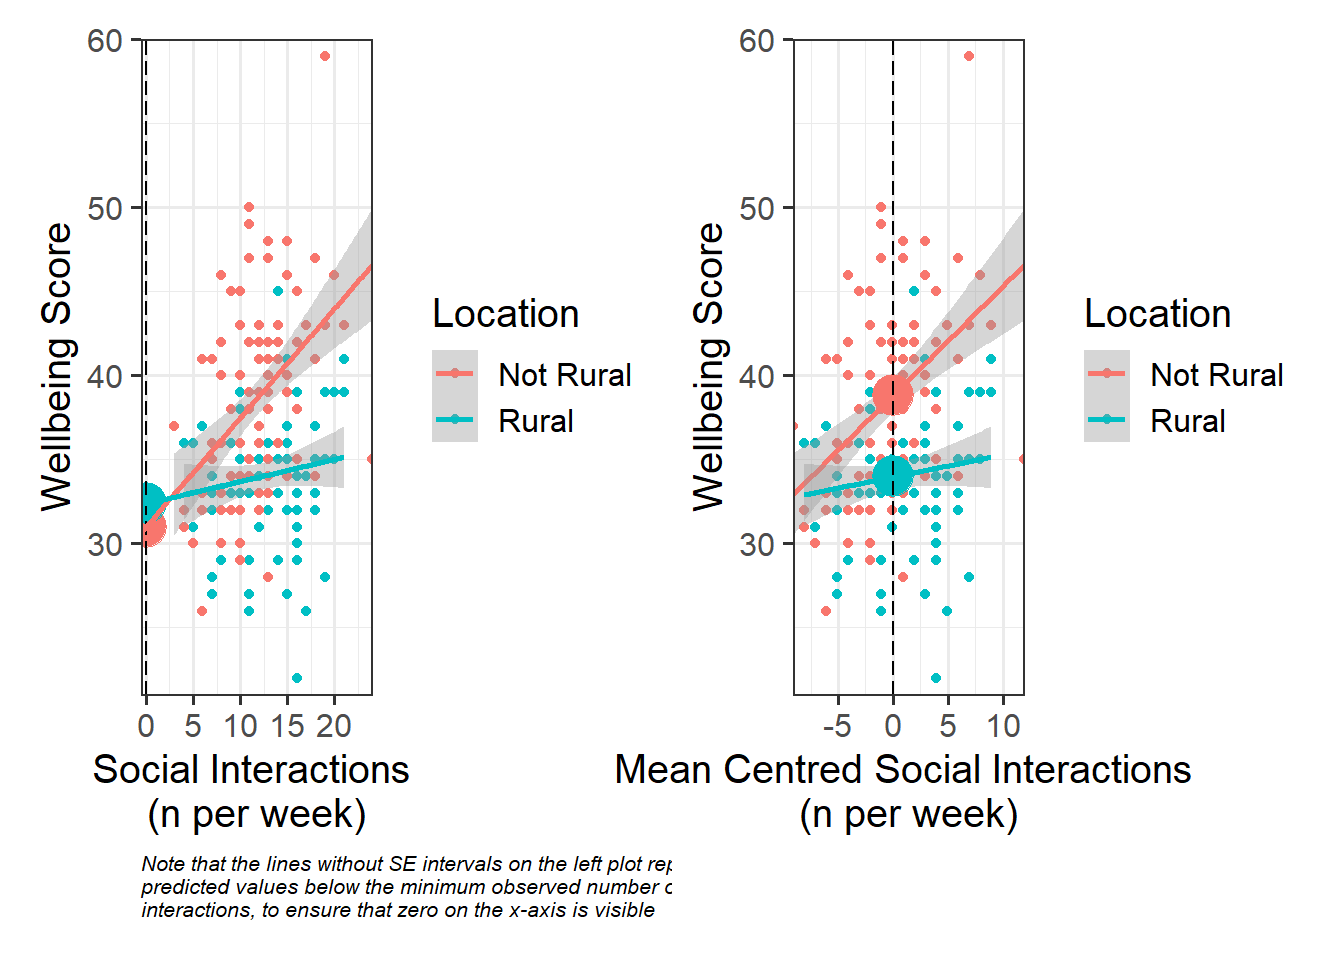 60
50
40
30
Wellbeing Score
0 5 10 15 20
Social Interactions
(n per week)
Location
Not Rural
Rural
Note that the lines without SE intervals on the left plot
predicted values below the minimum observed number
interactions, to ensure that zero on the x-axis is visible
60
50
40
30
Wellbeing Score
-5 0 5 10
Mean Centred Social Interactions
(n per week)
Location
Not Rural
Rural